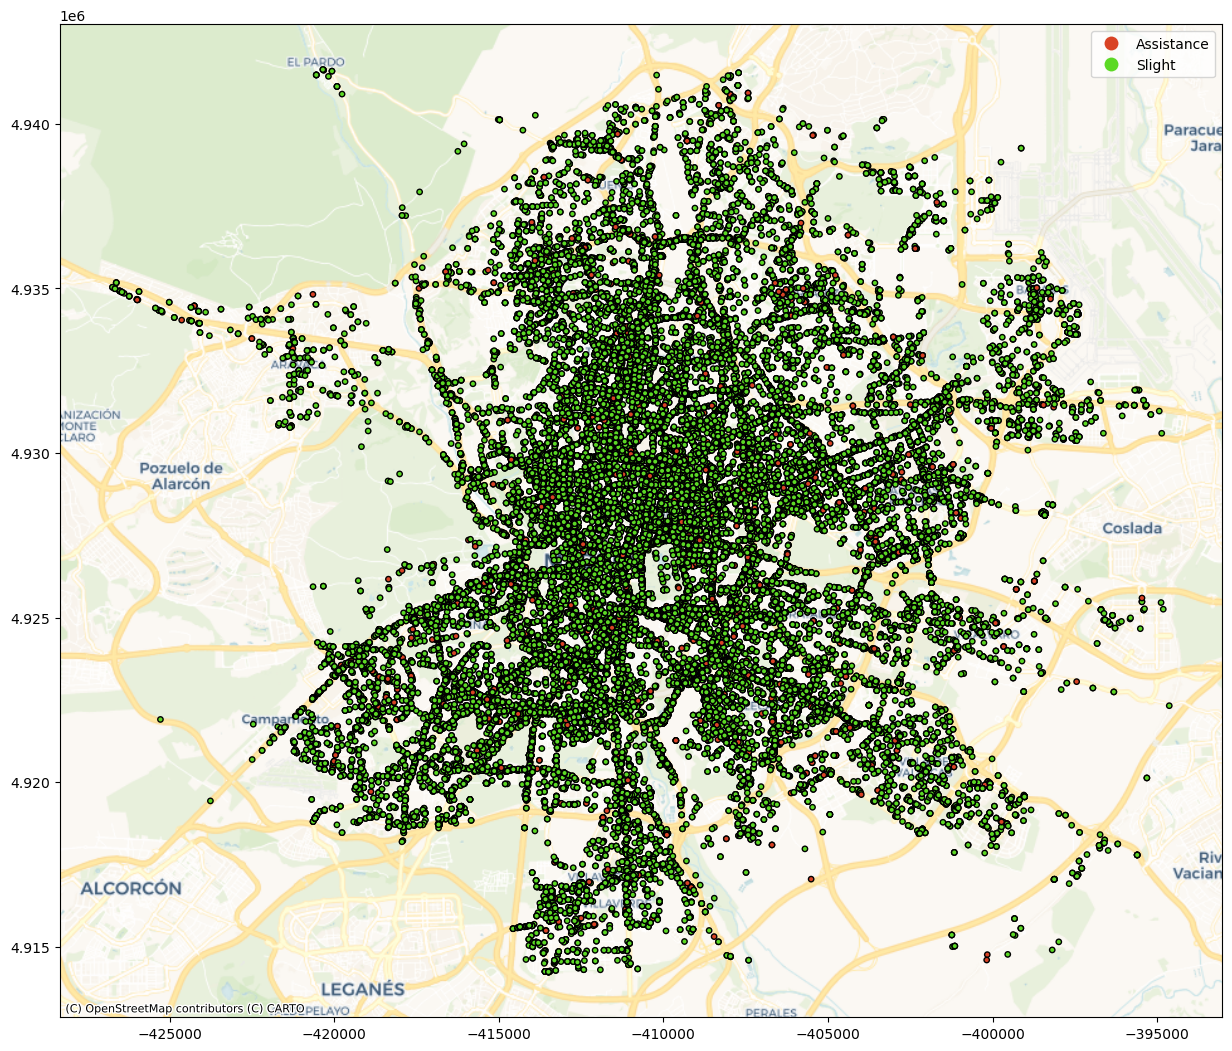 1e6
Assistance
Slight
EL PARDO
4.940
Paracue
Jara
4.935
ANIZACIÓN
MONTE
CLARO
Pozuelo de
Alarcón
4.930
Coslada
4.925
Campamento
4.920
ALCORCÓN
Riv
Vacian
VILLAVERDE
4.915
LEGANÉS
(C) OpenStreetMap contributors (C) CARTO
DEPELAYO
PERALES
−425000
−420000
−415000
−410000
−405000
−400000
−395000